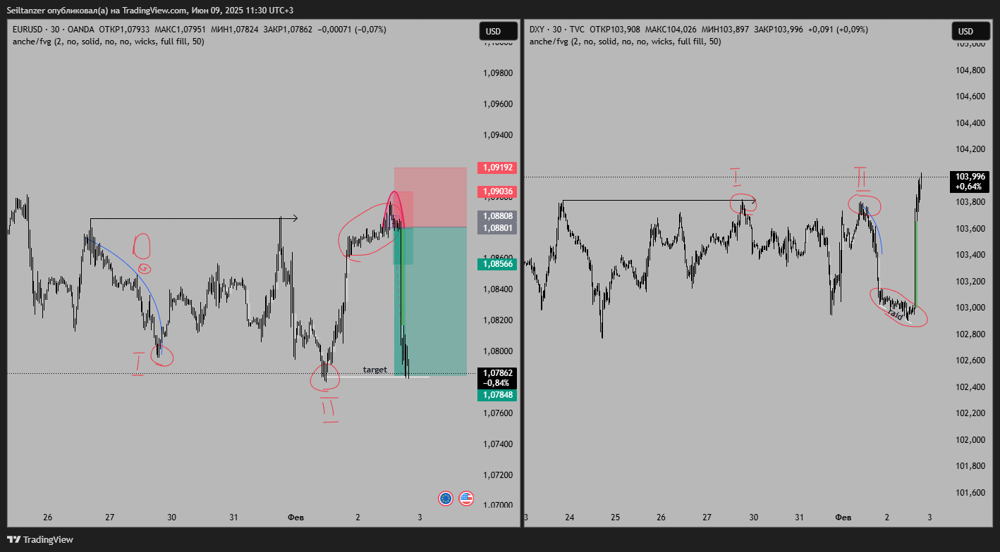 Seiltanzer опубликовал(а) на TradingView.com, Июн 09, 2025 11:30 UTC+3
EURUSD · 30 · OANDA ОТКР1,07933 МАКС1,07951 МИН1,07824 ЗАКР1,07862 −0,00071 (−0,07%)
anche/fvg (2, no, solid, no, no, wicks, full fill, 50)
USD
1,09800
1,09600
1,09400
1,09192
1,09036
1,08808
1,08801
1,08600
1,08566
1,08400
1,08200
1,08000
1,07862
−0,84%
1,07848
1,07600
1,07400
1,07200
1,07000
target
I
II
26 27 30 31 Фев 2 3
DXY · 30 · TVC ОТКР103,908 МАКС104,026 МИН103,897 ЗАКР103,996 +0,091 (+0,09%)
anche/fvg (2, no, solid, no, no, wicks, full fill, 50)
USD
105,000
104,800
104,600
104,400
104,200
103,996
+0,64%
103,800
103,600
103,400
103,200
103,000
102,800
102,600
102,400
102,200
102,000
101,800
101,600
I
II
raid
3 24 25 26 27 30 31 Фев 2 3
TradingView